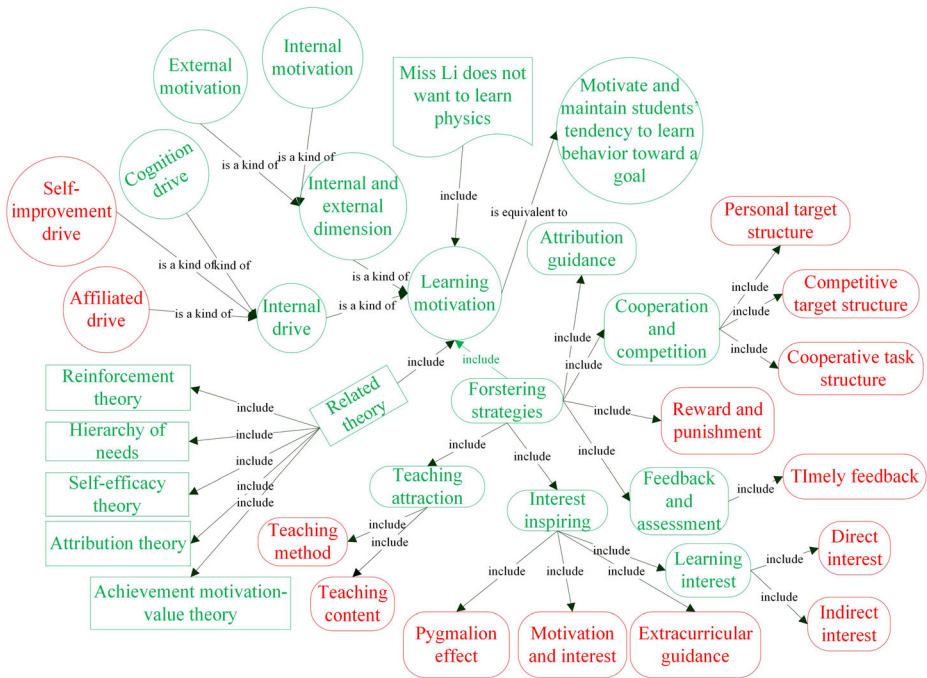 External
motivation
Internal
motivation
Miss Li does not
want to learn
physics
Motivate and
maintain students'
tendency to learn
behavior toward a
goal
is a kind of
is a kind of
Cognition
drive
Self-
improvement
drive
Internal and
external
dimension
include
is equivalent to
Attribution
guidance
Personal target
structure
is a kind of
kind of
is a kind of
Learning
motivation
include
include
Competitive
target structure
Affiliated
drive
is a kind of
Internal
drive
is a kind of
Cooperation
and
competition
include
include
include
Cooperative task
structure
include
include
Reinforcement
theory
Related
theory
Forstering
strategies
include
Reward and
punishment
include
Hierarchy of
needs
include
include
include
include
include
Self-efficacy
theory
include
include
Teaching
attraction
Interest
inspiring
Feedback
and
assessment
include
TImely feedback
Attribution theory
Teaching
method
include
include
include
Learning
interest
include
Direct
interest
Achievement motivation-
value theory
Teaching
content
include
include
include
include
Indirect
interest
Pygmalion
effect
Motivation
and interest
Extracurricular
guidance